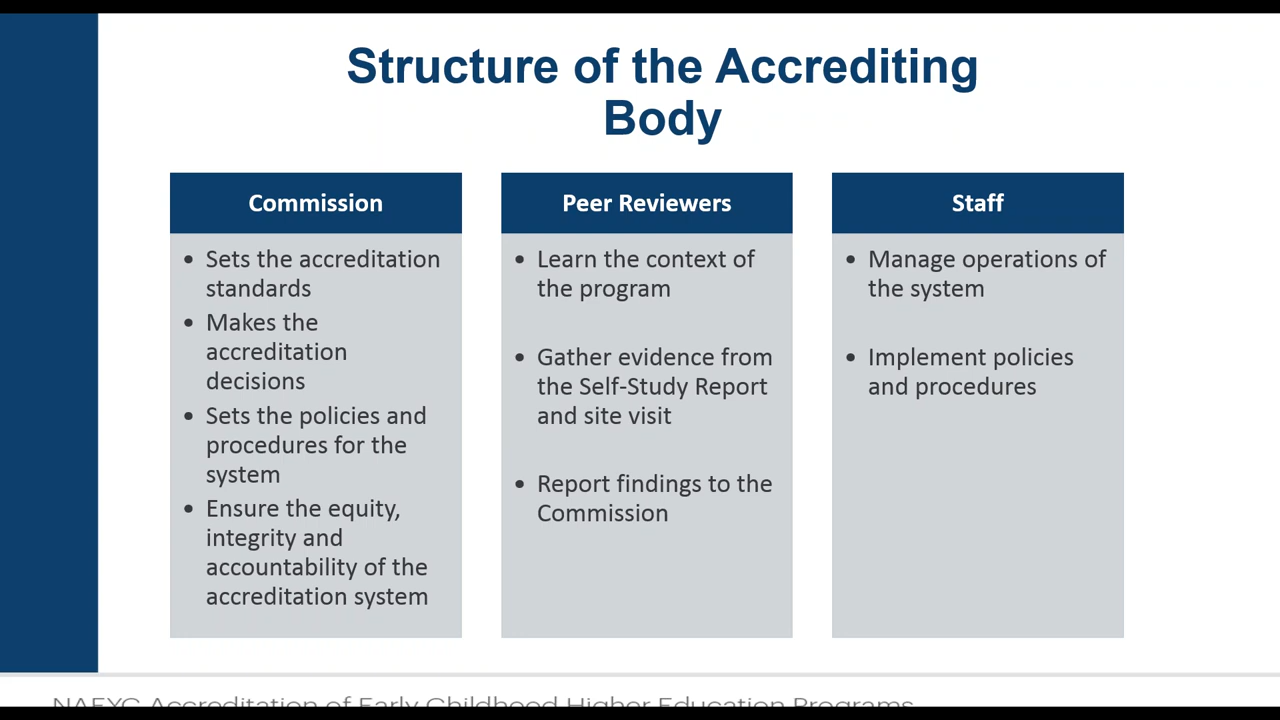 Structure of the Accrediting
Body
Commission
• Sets the accreditation
standards
• Makes the
accreditation
decisions
• Sets the policies and
procedures for the
system
• Ensure the equity,
integrity and
accountability of the
accreditation system
Peer Reviewers
• Learn the context of
the program
• Gather evidence from
the Self-Study Report
and site visit
• Report findings to the
Commission
Staff
• Manage operations of
the system
• Implement policies
and procedures
NAEYC Accreditation of Early Childhood Higher Education Programs